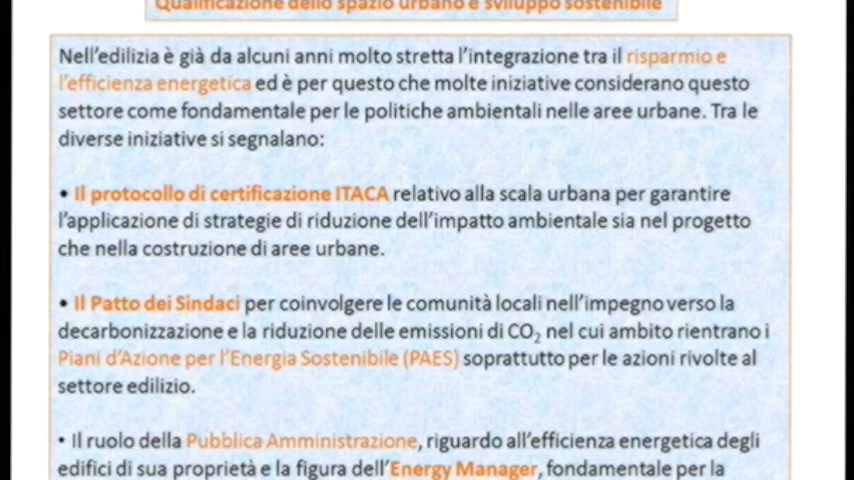 Qualificazione dello spazio urbano e sviluppo sostenibile
Nell'edilizia è già da alcuni anni molto stretta l'integrazione tra il risparmio e
l'efficienza energetica ed è per questo che molte iniziative considerano questo
settore come fondamentale per le politiche ambientali nelle aree urbane. Tra le
diverse iniziative si segnalano:
• Il protocollo di certificazione ITACA relativo alla scala urbana per garantire
l'applicazione di strategie di riduzione dell'impatto ambientale sia nel progetto
che nella costruzione di aree urbane.
• Il Patto dei Sindaci per coinvolgere le comunità locali nell'impegno verso la
decarbonizzazione e la riduzione delle emissioni di CO₂ nel cui ambito rientrano i
Piani d'Azione per l'Energia Sostenibile (PAES) soprattutto per le azioni rivolte al
settore edilizio.
• Il ruolo della Pubblica Amministrazione, riguardo all'efficienza energetica degli
edifici di sua proprietà e la figura dell'Energy Manager, fondamentale per la